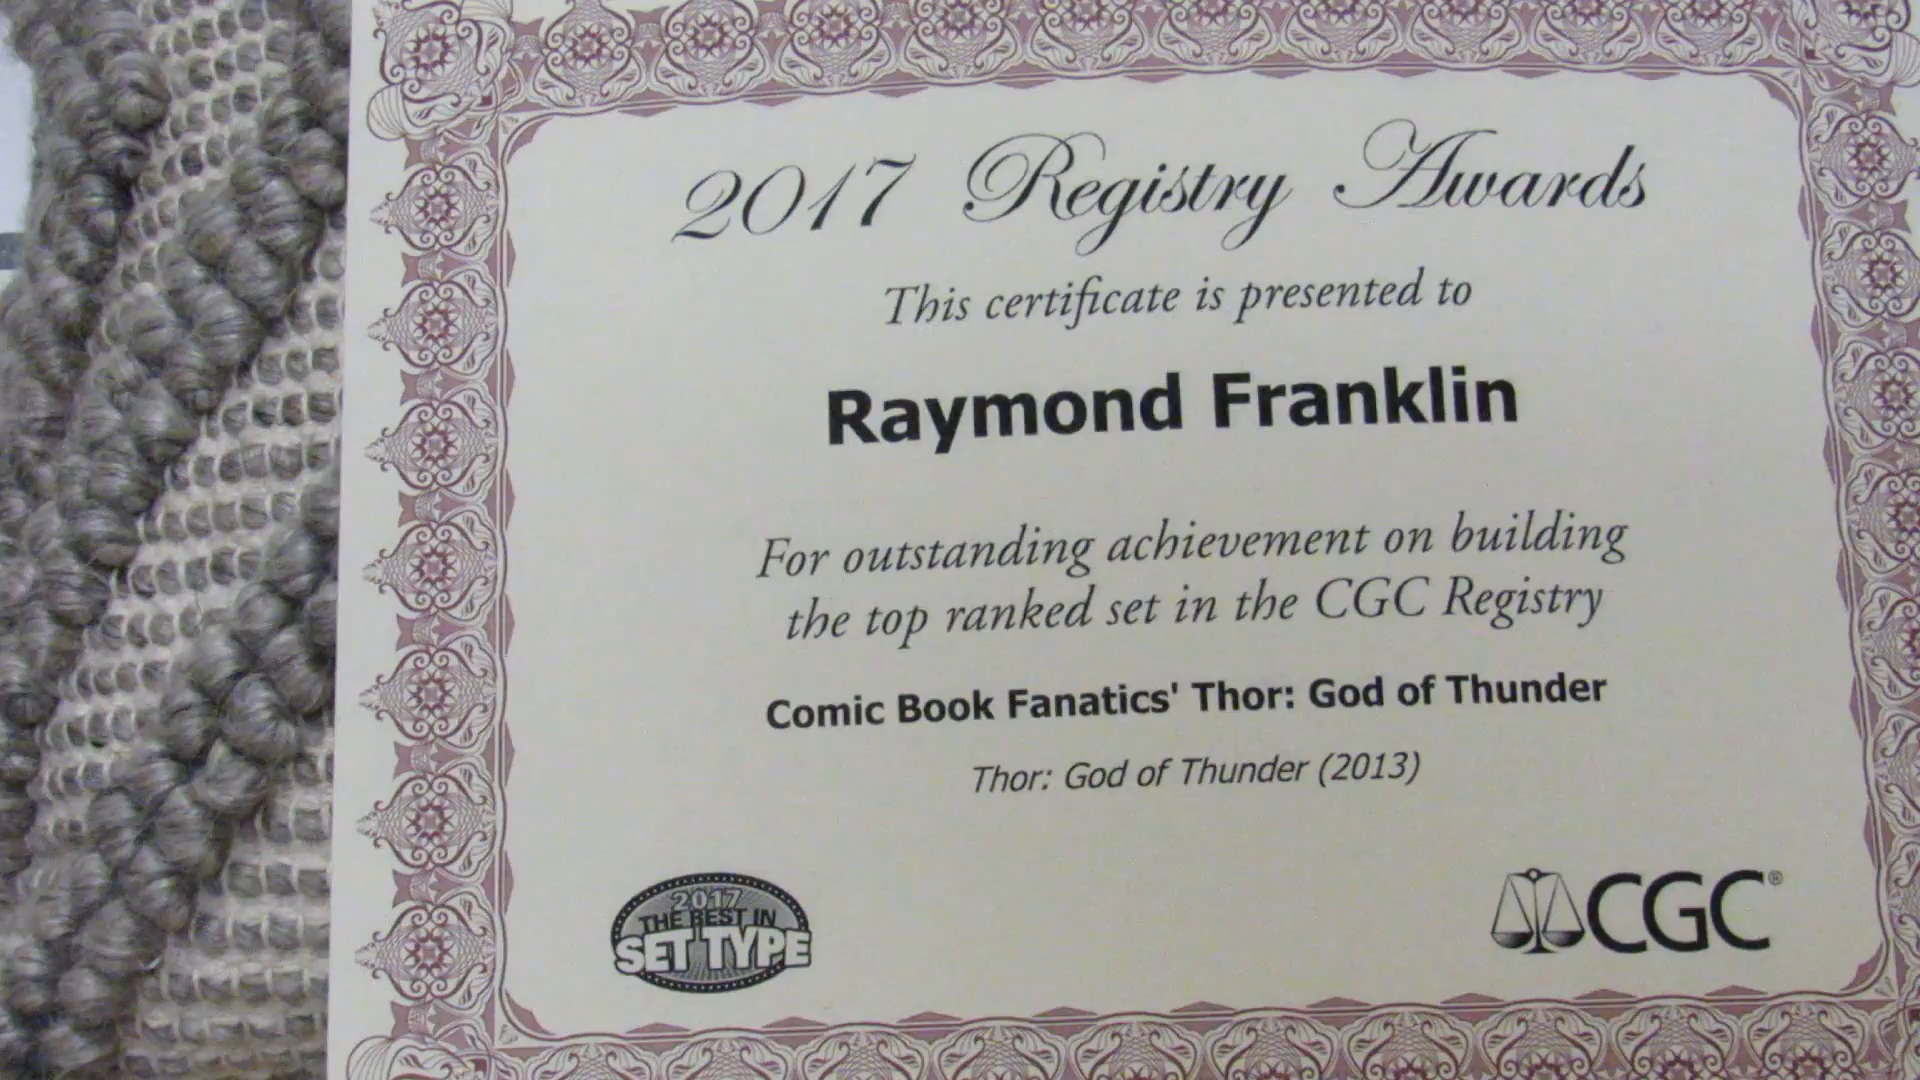 2017 Registry Awards
This certificate is presented to
Raymond Franklin
For outstanding achievement on building
the top ranked set in the CGC Registry
Comic Book Fanatics' Thor: God of Thunder
Thor: God of Thunder (2013)
2017
THE BEST IN
SET TYPE
CGC®